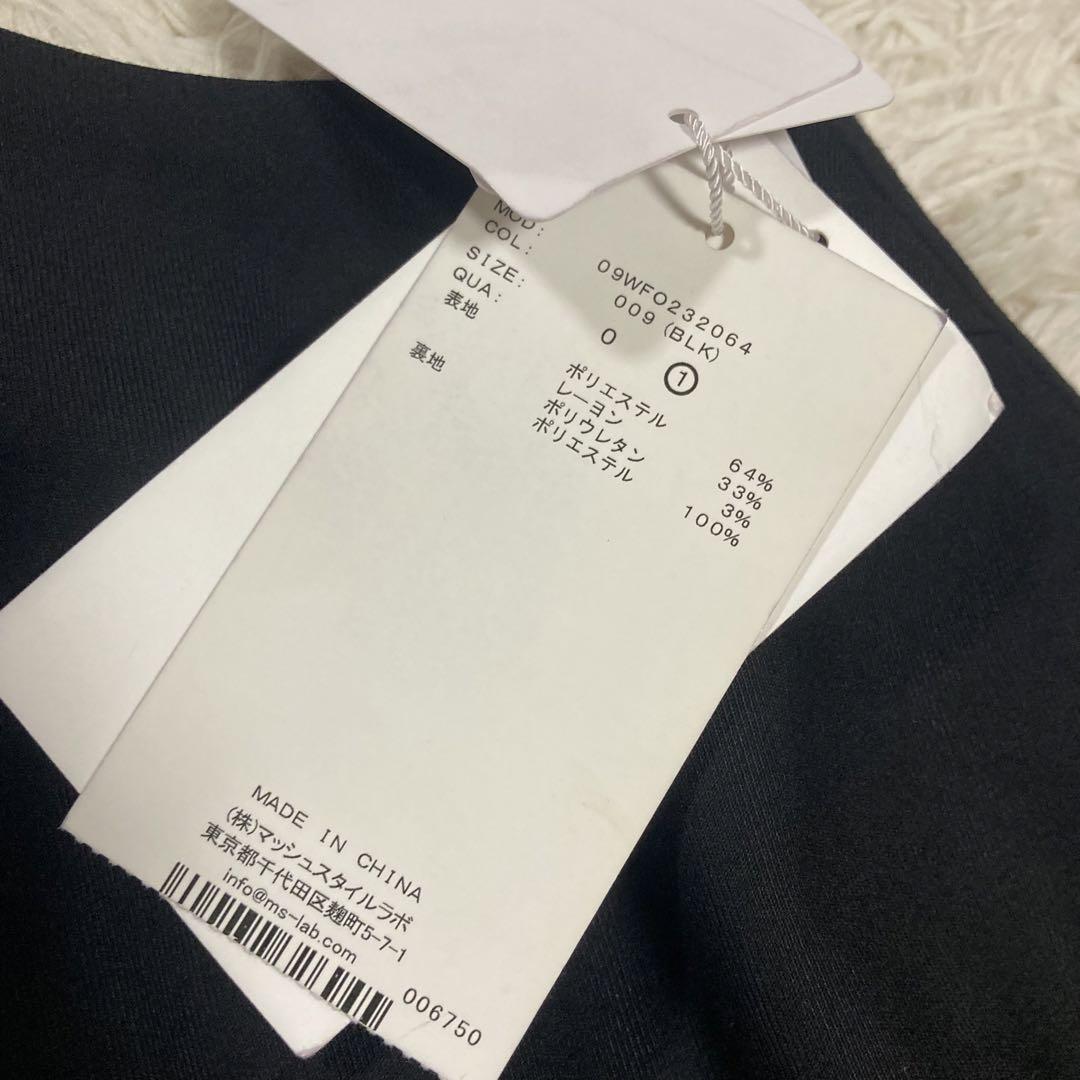 MOD: 09WFO232064
COL: 009 (BLK)
SIZE: 0 ①
QUA:
表地 ポリエステル 64%
レーヨン 33%
ポリウレタン 3%
裏地 ポリエステル 100%
MADE IN CHINA
(株)マッシュスタイルラボ
東京都千代田区麹町5-7-1
info@ms-lab.com
006750